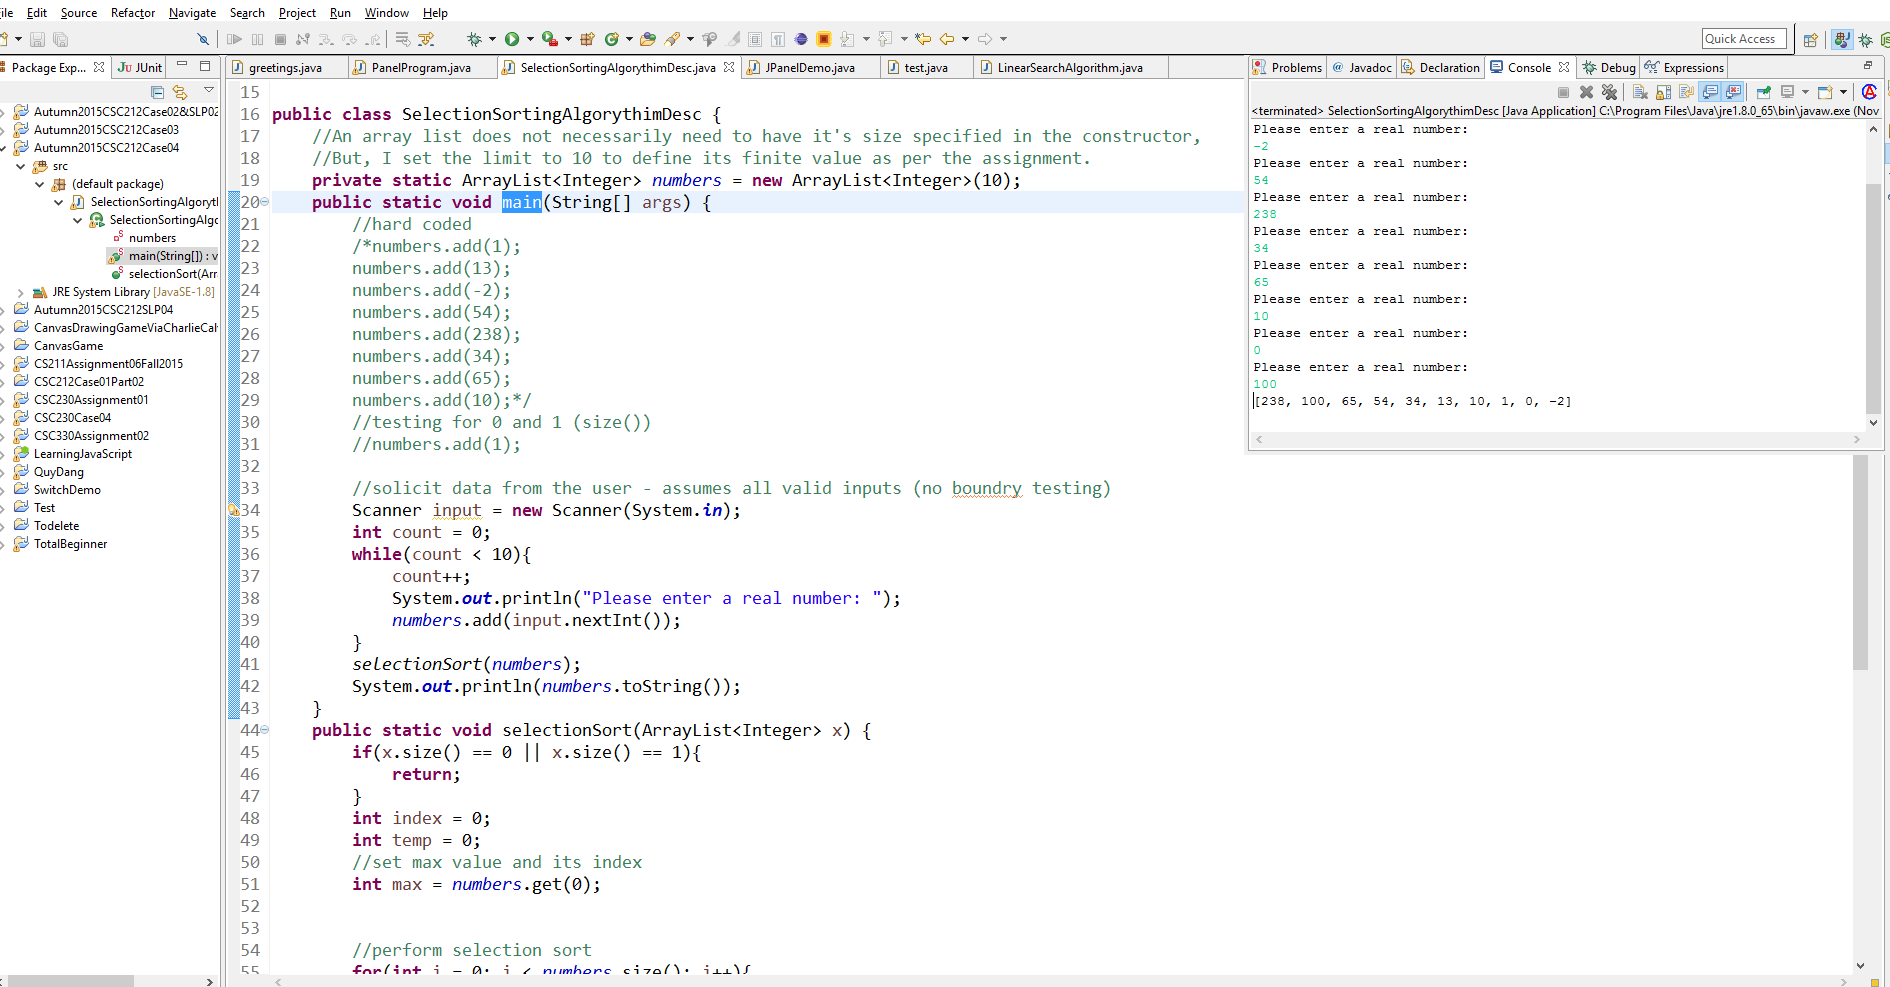 ile Edit Source Refactor Navigate Search Project Run Window Help
Quick Access
Package Exp... JUnit
greetings.java PanelProgram.java SelectionSortingAlgorythimDesc.java JPanelDemo.java test.java LinearSearchAlgorithm.java
Problems @ Javadoc Declaration Console Debug Expressions
Autumn2015CSC212Case02&SLP02
Autumn2015CSC212Case03
Autumn2015CSC212Case04
src
(default package)
SelectionSortingAlgoryt
SelectionSortingAlgo
numbers
main(String[]) : v
selectionSort(Arr
JRE System Library [JavaSE-1.8]
Autumn2015CSC212SLP04
CanvasDrawingGameViaCharlieCal
CanvasGame
CS211Assignment06Fall2015
CSC212Case01Part02
CSC230Assignment01
CSC230Case04
CSC330Assignment02
LearningJavaScript
QuyDang
SwitchDemo
Test
Todelete
TotalBeginner
15
16 public class SelectionSortingAlgorythimDesc {
17 //An array list does not necessarily need to have it's size specified in the constructor,
18 //But, I set the limit to 10 to define its finite value as per the assignment.
19 private static ArrayList<Integer> numbers = new ArrayList<Integer>(10);
20 public static void main(String[] args) {
21 //hard coded
22 /*numbers.add(1);
23 numbers.add(13);
24 numbers.add(-2);
25 numbers.add(54);
26 numbers.add(238);
27 numbers.add(34);
28 numbers.add(65);
29 numbers.add(10);*/
30 //testing for 0 and 1 (size())
31 //numbers.add(1);
32
33 //solicit data from the user - assumes all valid inputs (no boundry testing)
34 Scanner input = new Scanner(System.in);
35 int count = 0;
36 while(count < 10){
37 count++;
38 System.out.println("Please enter a real number: ");
39 numbers.add(input.nextInt());
40 }
41 selectionSort(numbers);
42 System.out.println(numbers.toString());
43 }
44 public static void selectionSort(ArrayList<Integer> x) {
45 if(x.size() == 0 || x.size() == 1){
46 return;
47 }
48 int index = 0;
49 int temp = 0;
50 //set max value and its index
51 int max = numbers.get(0);
52
53
54 //perform selection sort
55 for(int i = 0; i < numbers.size(); i++){
<terminated> SelectionSortingAlgorythimDesc [Java Application] C:\Program Files\Java\jre1.8.0_65\bin\javaw.exe (Nov
Please enter a real number:
-2
Please enter a real number:
54
Please enter a real number:
238
Please enter a real number:
34
Please enter a real number:
65
Please enter a real number:
10
Please enter a real number:
0
Please enter a real number:
100
[238, 100, 65, 54, 34, 13, 10, 1, 0, -2]